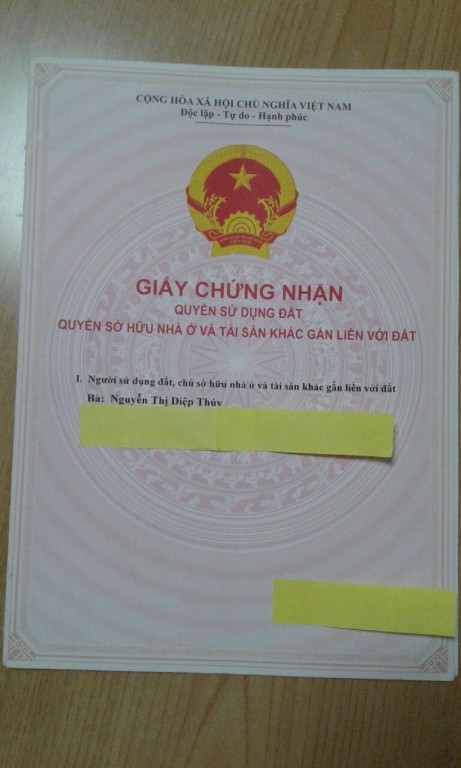 CỘNG HÒA XÃ HỘI CHỦ NGHĨA VIỆT NAM
Độc lập - Tự do - Hạnh phúc
VIỆT NAM
GIẤY CHỨNG NHẬN
QUYỀN SỬ DỤNG ĐẤT
QUYỀN SỞ HỮU NHÀ Ở VÀ TÀI SẢN KHÁC GẮN LIỀN VỚI ĐẤT
I. Người sử dụng đất, chủ sở hữu nhà ở và tài sản khác gắn liền với đất
Bà: Nguyễn Thị Diệp Thúy